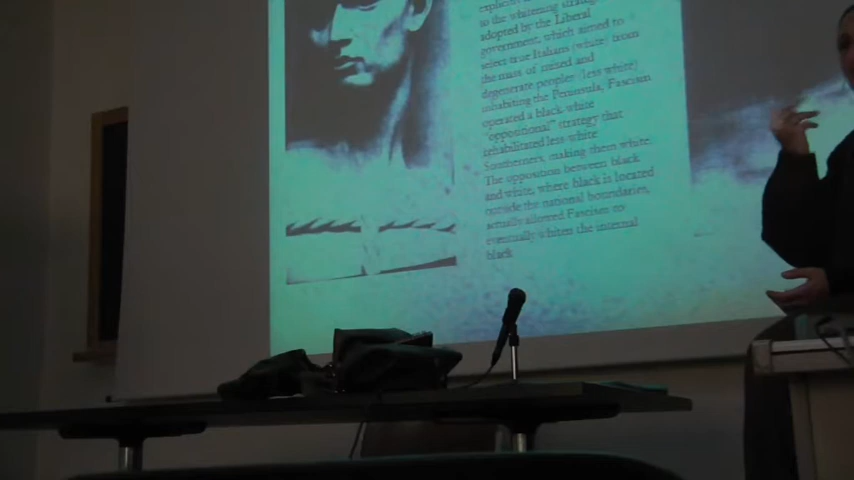 to the whitening strategy
adopted by the Liberal
government, which aimed to
select true Italians (white) from
the mass of mixed and
degenerate peoples (less white)
inhabiting the Peninsula, Fascism
operated a black/white
"oppositional" strategy that
rehabilitated less white
Southerners, making them white.
The opposition between black
and white, where black is located
outside the national boundaries,
actually allowed Fascism to
eventually whiten the internal
black